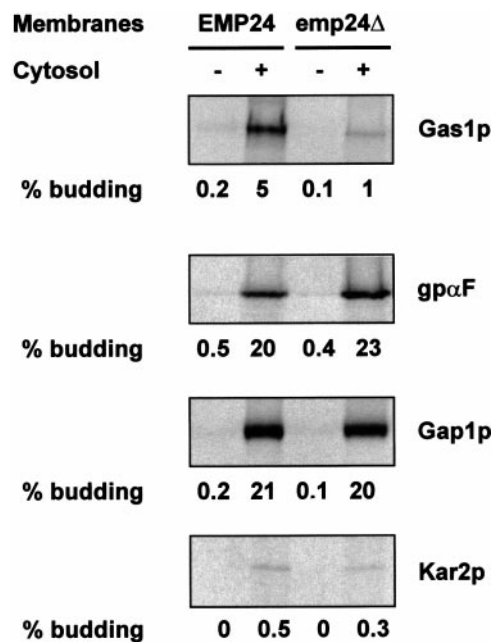 Membranes EMP24 emp24Δ
Cytosol - + - +
Gas1p
% budding 0.2 5 0.1 1
gpαF
% budding 0.5 20 0.4 23
Gap1p
% budding 0.2 21 0.1 20
Kar2p
% budding 0 0.5 0 0.3